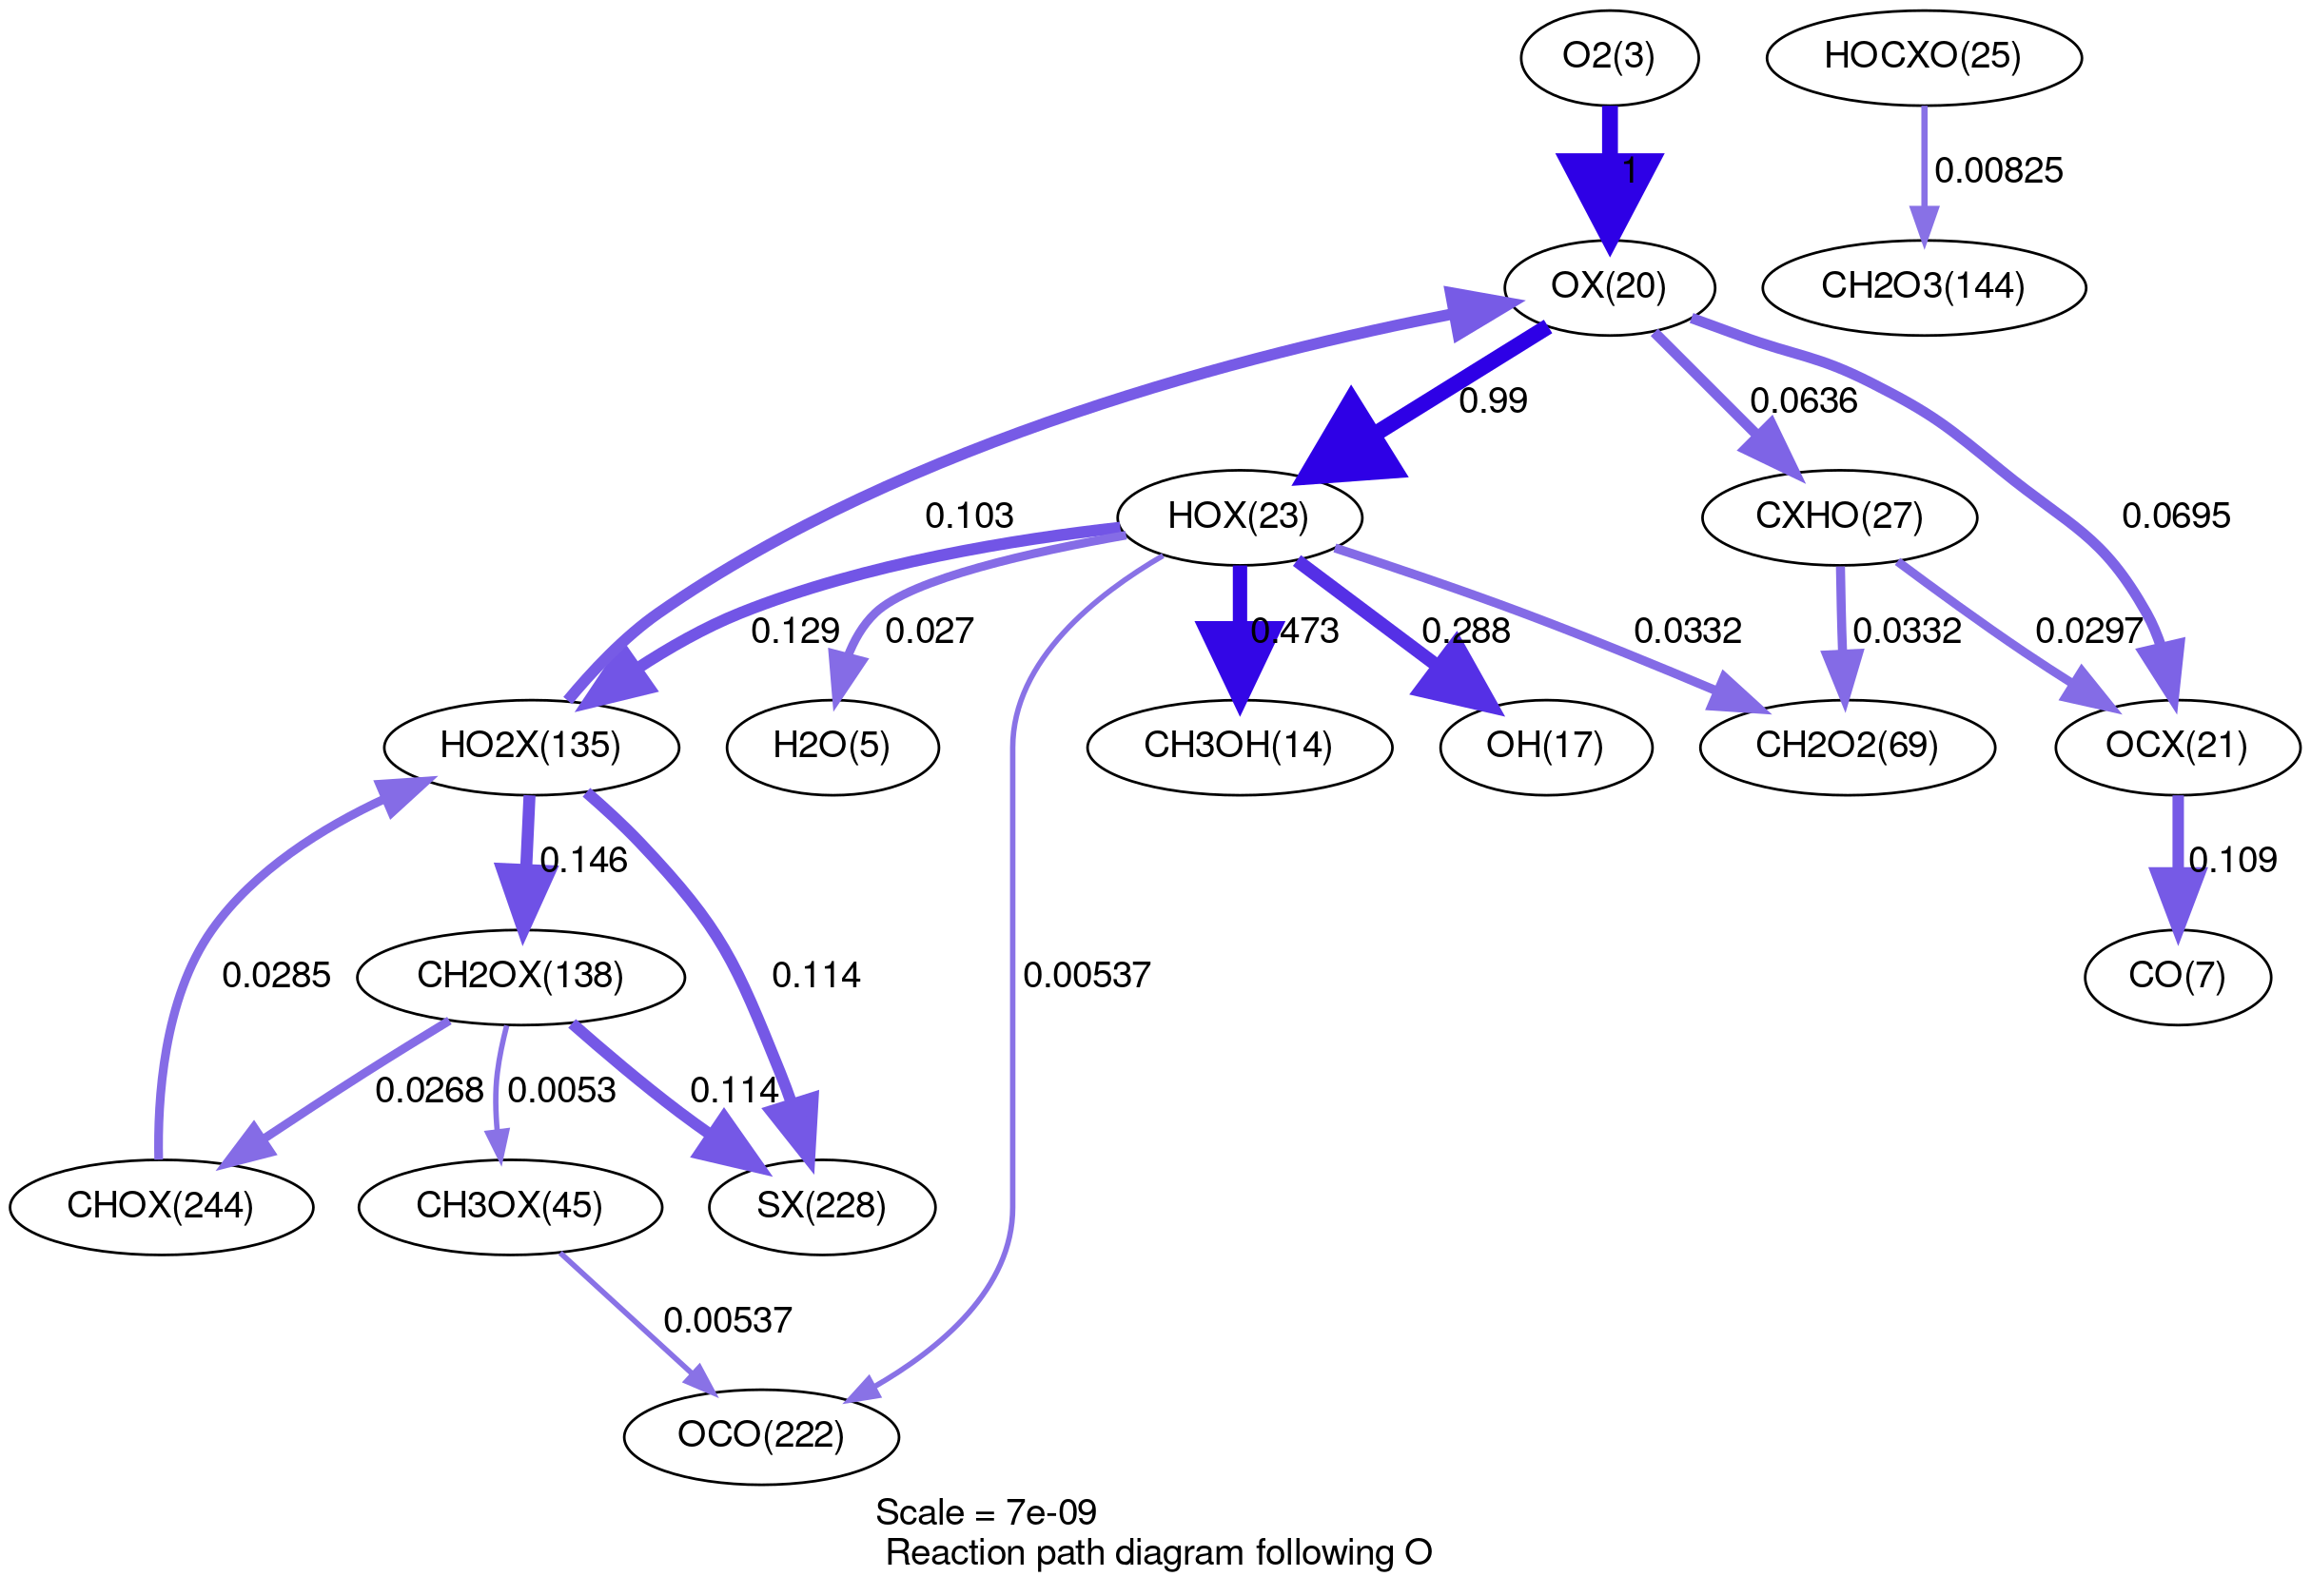 O2(3)
HOCXO(25)
1
0.00825
OX(20)
CH2O3(144)
0.99
0.0636
0.103
HOX(23)
CXHO(27)
0.0695
0.129
0.027
0.473
0.288
0.0332
0.0332
0.0297
HO2X(135)
H2O(5)
CH3OH(14)
OH(17)
CH2O2(69)
OCX(21)
0.146
0.109
0.0285
CH2OX(138)
0.114
0.00537
CO(7)
0.0268
0.0053
0.114
CHOX(244)
CH3OX(45)
SX(228)
0.00537
OCO(222)
Scale = 7e-09
Reaction path diagram following O